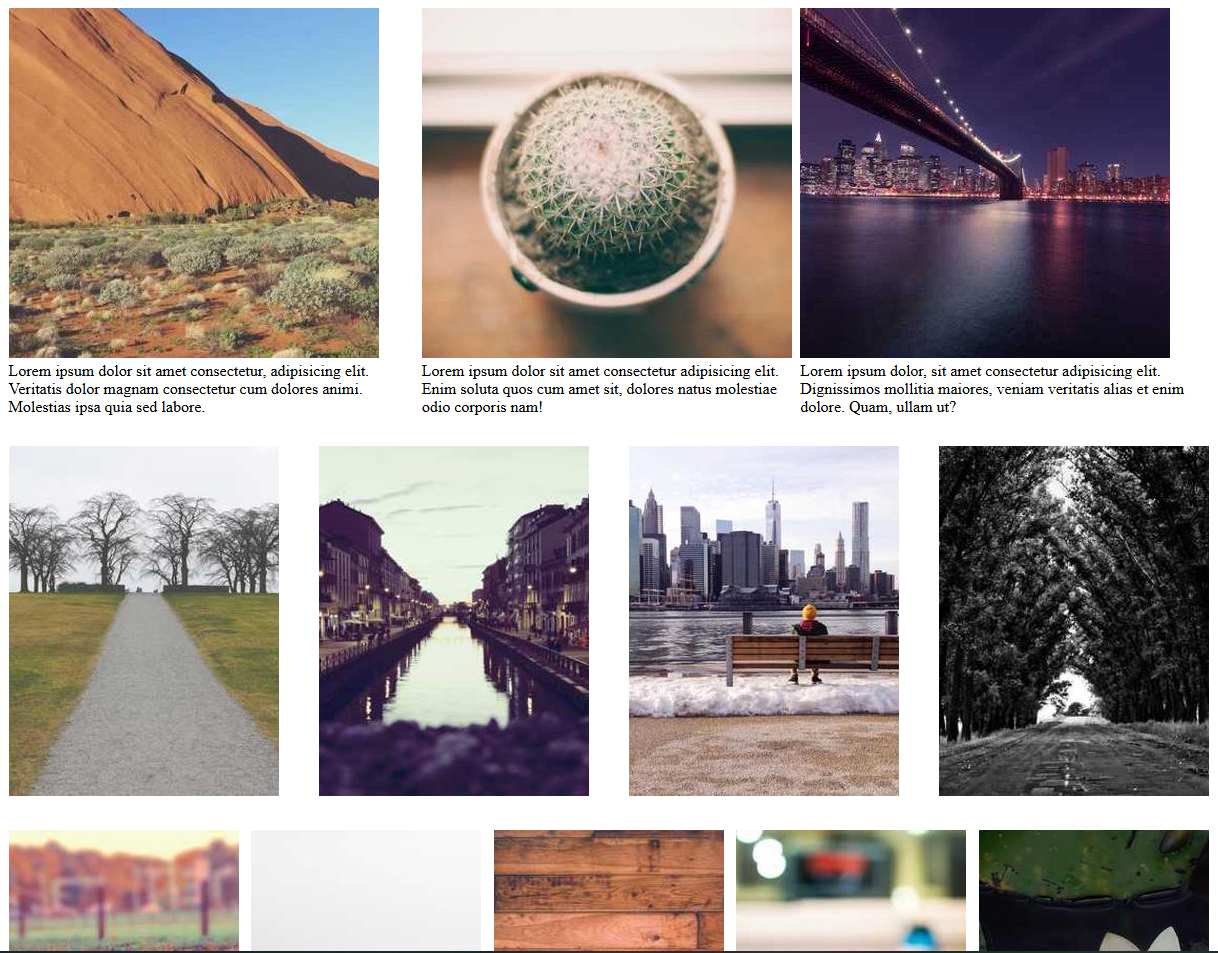 Lorem ipsum dolor sit amet consectetur, adipisicing elit.
Veritatis dolor magnam consectetur cum dolores animi.
Molestias ipsa quia sed labore.
Lorem ipsum dolor sit amet consectetur adipisicing elit.
Enim soluta quos cum amet sit, dolores natus molestiae
odio corporis nam!
Lorem ipsum dolor, sit amet consectetur adipisicing elit.
Dignissimos mollitia maiores, veniam veritatis alias et enim
dolore. Quam, ullam ut?